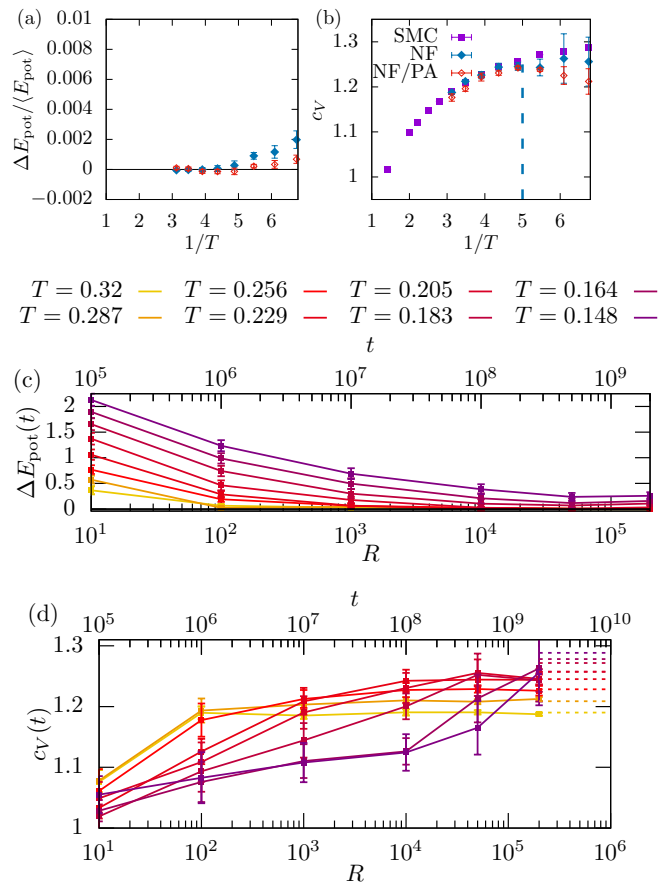 (a)
(b)
ΔE_pot/⟨E_pot⟩
0.01
0.008
0.006
0.004
0.002
0
−0.002
1 2 3 4 5 6
1/T
c_V
1.3
1.2
1.1
1
SMC
NF
NF/PA
1 2 3 4 5 6
1/T
T = 0.32 T = 0.256 T = 0.205 T = 0.164
T = 0.287 T = 0.229 T = 0.183 T = 0.148
t
(c)
10^5 10^6 10^7 10^8 10^9
ΔE_pot(t)
2
1.5
1
0.5
0
10^1 10^2 10^3 10^4 10^5
R
t
(d)
10^5 10^6 10^7 10^8 10^9 10^10
c_V(t)
1.3
1.2
1.1
1
10^1 10^2 10^3 10^4 10^5 10^6
R